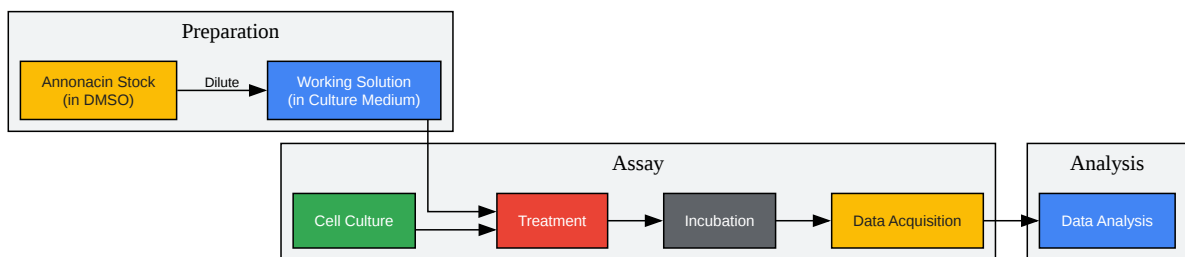 Preparation
Annonacin Stock
(in DMSO)
Dilute
Working Solution
(in Culture Medium)
Assay
Cell Culture
Treatment
Incubation
Data Acquisition
Analysis
Data Analysis